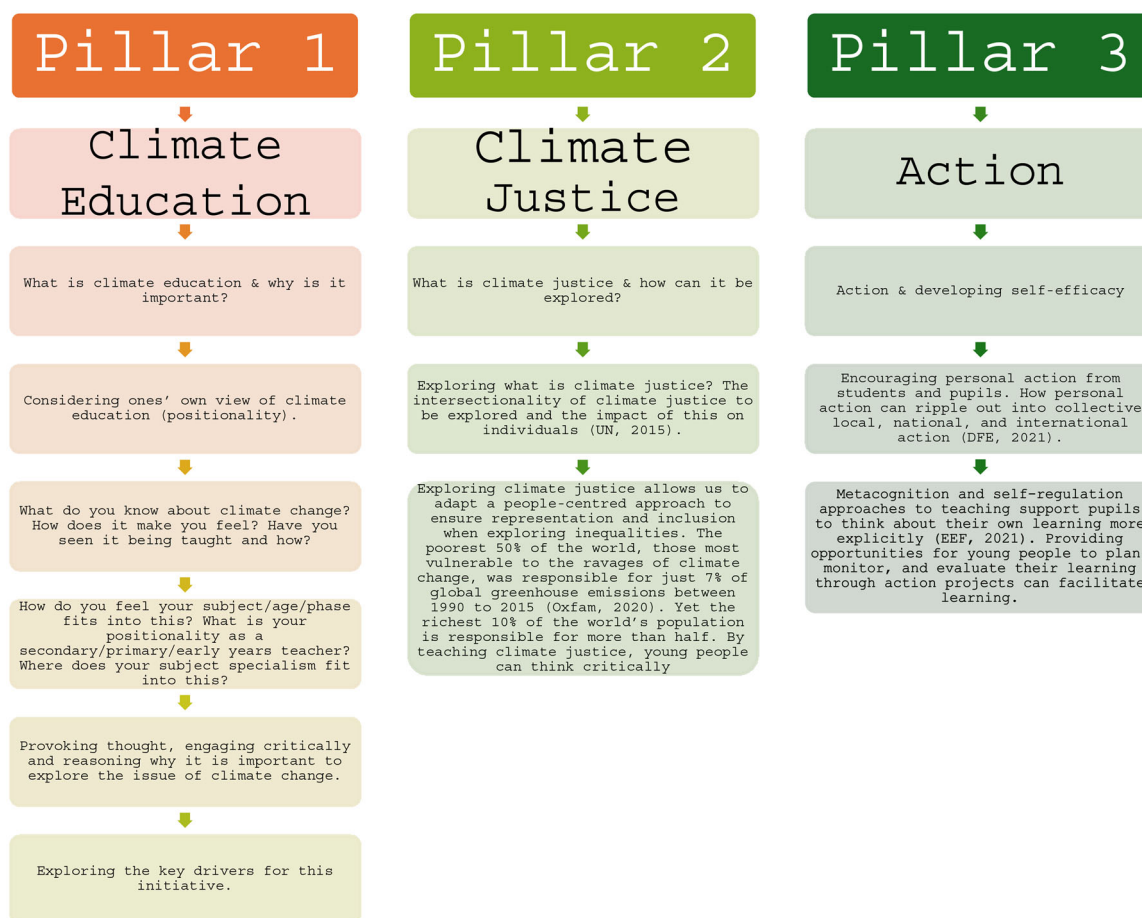 Pillar 1
Climate
Education
What is climate education & why is it
important?
Considering ones' own view of climate
education (positionality).
What do you know about climate change?
How does it make you feel? Have you
seen it being taught and how?
How do you feel your subject/age/phase
fits into this? What is your
positionality as a
secondary/primary/early years teacher?
Where does your subject specialism fit
into this?
Provoking thought, engaging critically
and reasoning why it is important to
explore the issue of climate change.
Exploring the key drivers for this
initiative.
Pillar 2
Climate
Justice
What is climate justice & how can it be
explored?
Exploring what is climate justice? The
intersectionality of climate justice to
be explored and the impact of this on
individuals (UN, 2015).
Exploring climate justice allows us to
adapt a people-centred approach to
ensure representation and inclusion
when exploring inequalities. The
poorest 50% of the world, those most
vulnerable to the ravages of climate
change, was responsible for just 7% of
global greenhouse emissions between
1990 to 2015 (Oxfam, 2020). Yet the
richest 10% of the world's population
is responsible for more than half. By
teaching climate justice, young people
can think critically
Pillar 3
Action
Action & developing self-efficacy
Encouraging personal action from
students and pupils. How personal
action can ripple out into collective
local, national, and international
action (DFE, 2021).
Metacognition and self-regulation
approaches to teaching support pupils
to think about their own learning more
explicitly (EEF, 2021). Providing
opportunities for young people to plan
monitor, and evaluate their learning
through action projects can facilitate
learning.